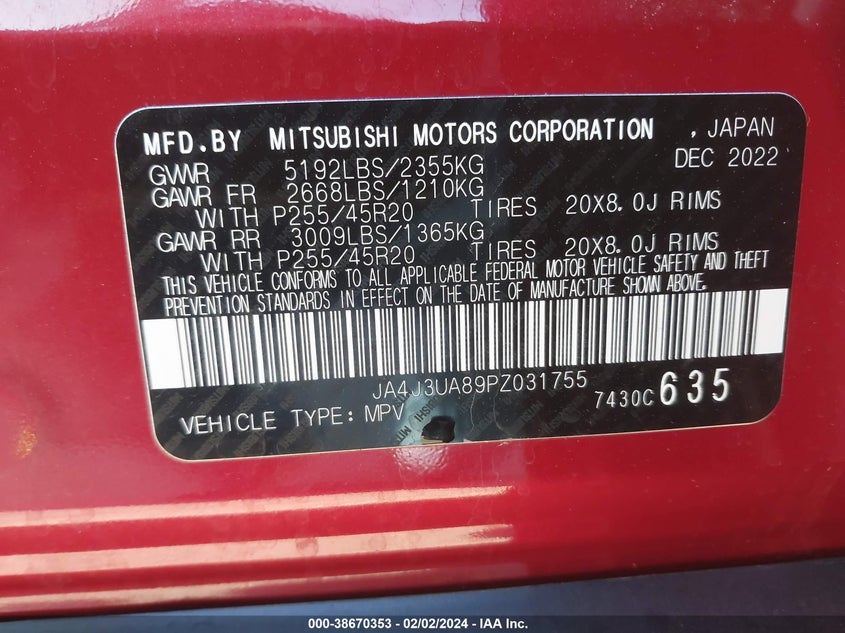 MFD.BY MITSUBISHI MOTORS CORPORATION , JAPAN
GVWR 5192LBS/2355KG DEC 2022
GAWR FR 2668LBS/1210KG
WITH P255/45R20 TIRES 20X8.0J RIMS
GAWR RR 3009LBS/1365KG
WITH P255/45R20 TIRES 20X8.0J RIMS
THIS VEHICLE CONFORMS TO ALL APPLICABLE FEDERAL MOTOR VEHICLE SAFETY AND THEFT
PREVENTION STANDARDS IN EFFECT ON THE DATE OF MANUFACTURE SHOWN ABOVE.
JA4J3UA89PZ031755
7430C 635
VEHICLE TYPE: MPV
000-38670353 - 02/02/2024 - IAA Inc.